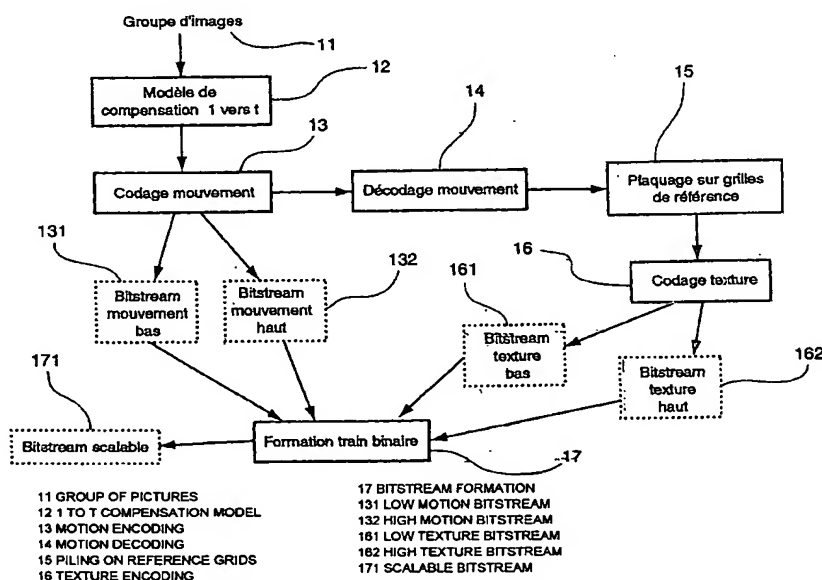 Groupe d'images
11
12
Modèle de
compensation 1 vers t
13
14
15
Codage mouvement
Décodage mouvement
Plaquage sur grilles
de référence
131
132
16
161
Codage texture
Bitstream
mouvement
bas
Bitstream
mouvement
haut
Bitstream
texture
bas
162
Bitstream
texture
haut
171
Bitstream scalable
Formation train binaire
17
11 GROUP OF PICTURES
12 1 TO T COMPENSATION MODEL
13 MOTION ENCODING
14 MOTION DECODING
15 PILING ON REFERENCE GRIDS
16 TEXTURE ENCODING
17 BITSTREAM FORMATION
131 LOW MOTION BITSTREAM
132 HIGH MOTION BITSTREAM
161 LOW TEXTURE BITSTREAM
162 HIGH TEXTURE BITSTREAM
171 SCALABLE BITSTREAM